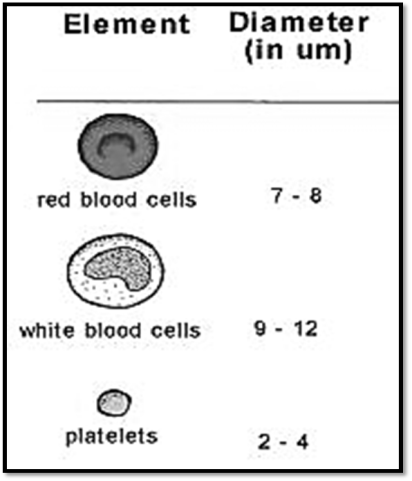 Element Diameter
(in um)
red blood cells 7 - 8
white blood cells 9 - 12
platelets 2 - 4